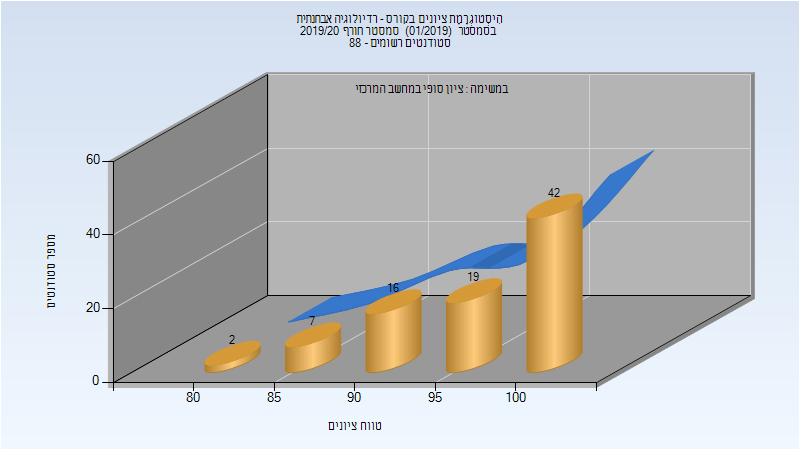 היסטוגרמת ציונים בקורס - רדיולוגיה אבחנתית
בסמסטר (01/2019) סמסטר חורף 2019/20
סטודנטים רשומים - 88
במשימה : ציון סופי במחשב המרכזי
60
40
20
0
מספר סטודנטים
2
7
16
19
42
80
85
90
95
100
טווח ציונים